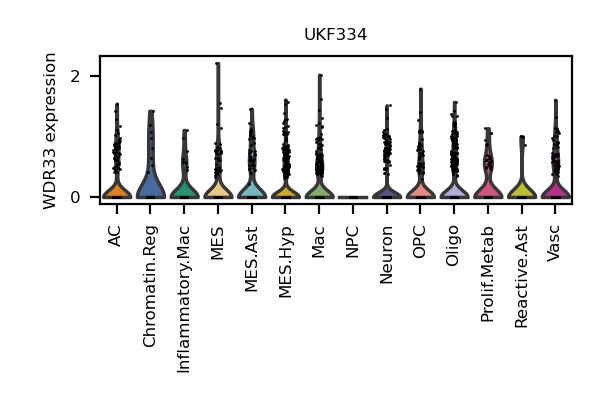 UKF334
WDR33 expression
2
0
AC
Chromatin.Reg
Inflammatory.Mac
MES
MES.Ast
MES.Hyp
Mac
NPC
Neuron
OPC
Oligo
Prolif.Metab
Reactive.Ast
Vasc